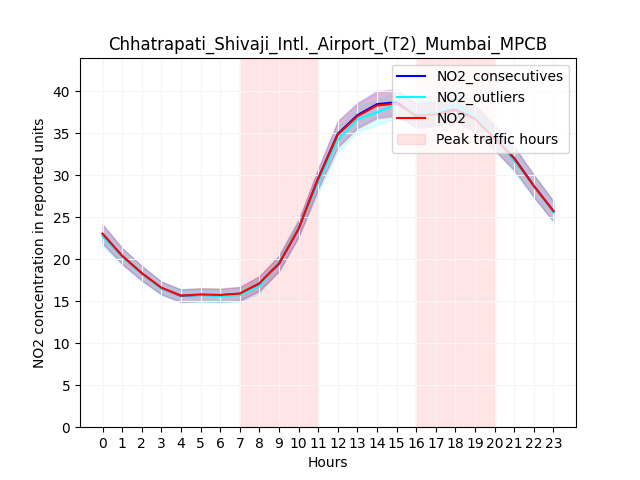 Chhatrapati_Shivaji_Intl._Airport_(T2)_Mumbai_MPCB
NO2_consecutives
NO2_outliers
NO2
Peak traffic hours
NO2 concentration in reported units
40
35
30
25
20
15
10
5
0
0 1 2 3 4 5 6 7 8 9 10 11 12 13 14 15 16 17 18 19 20 21 22 23
Hours